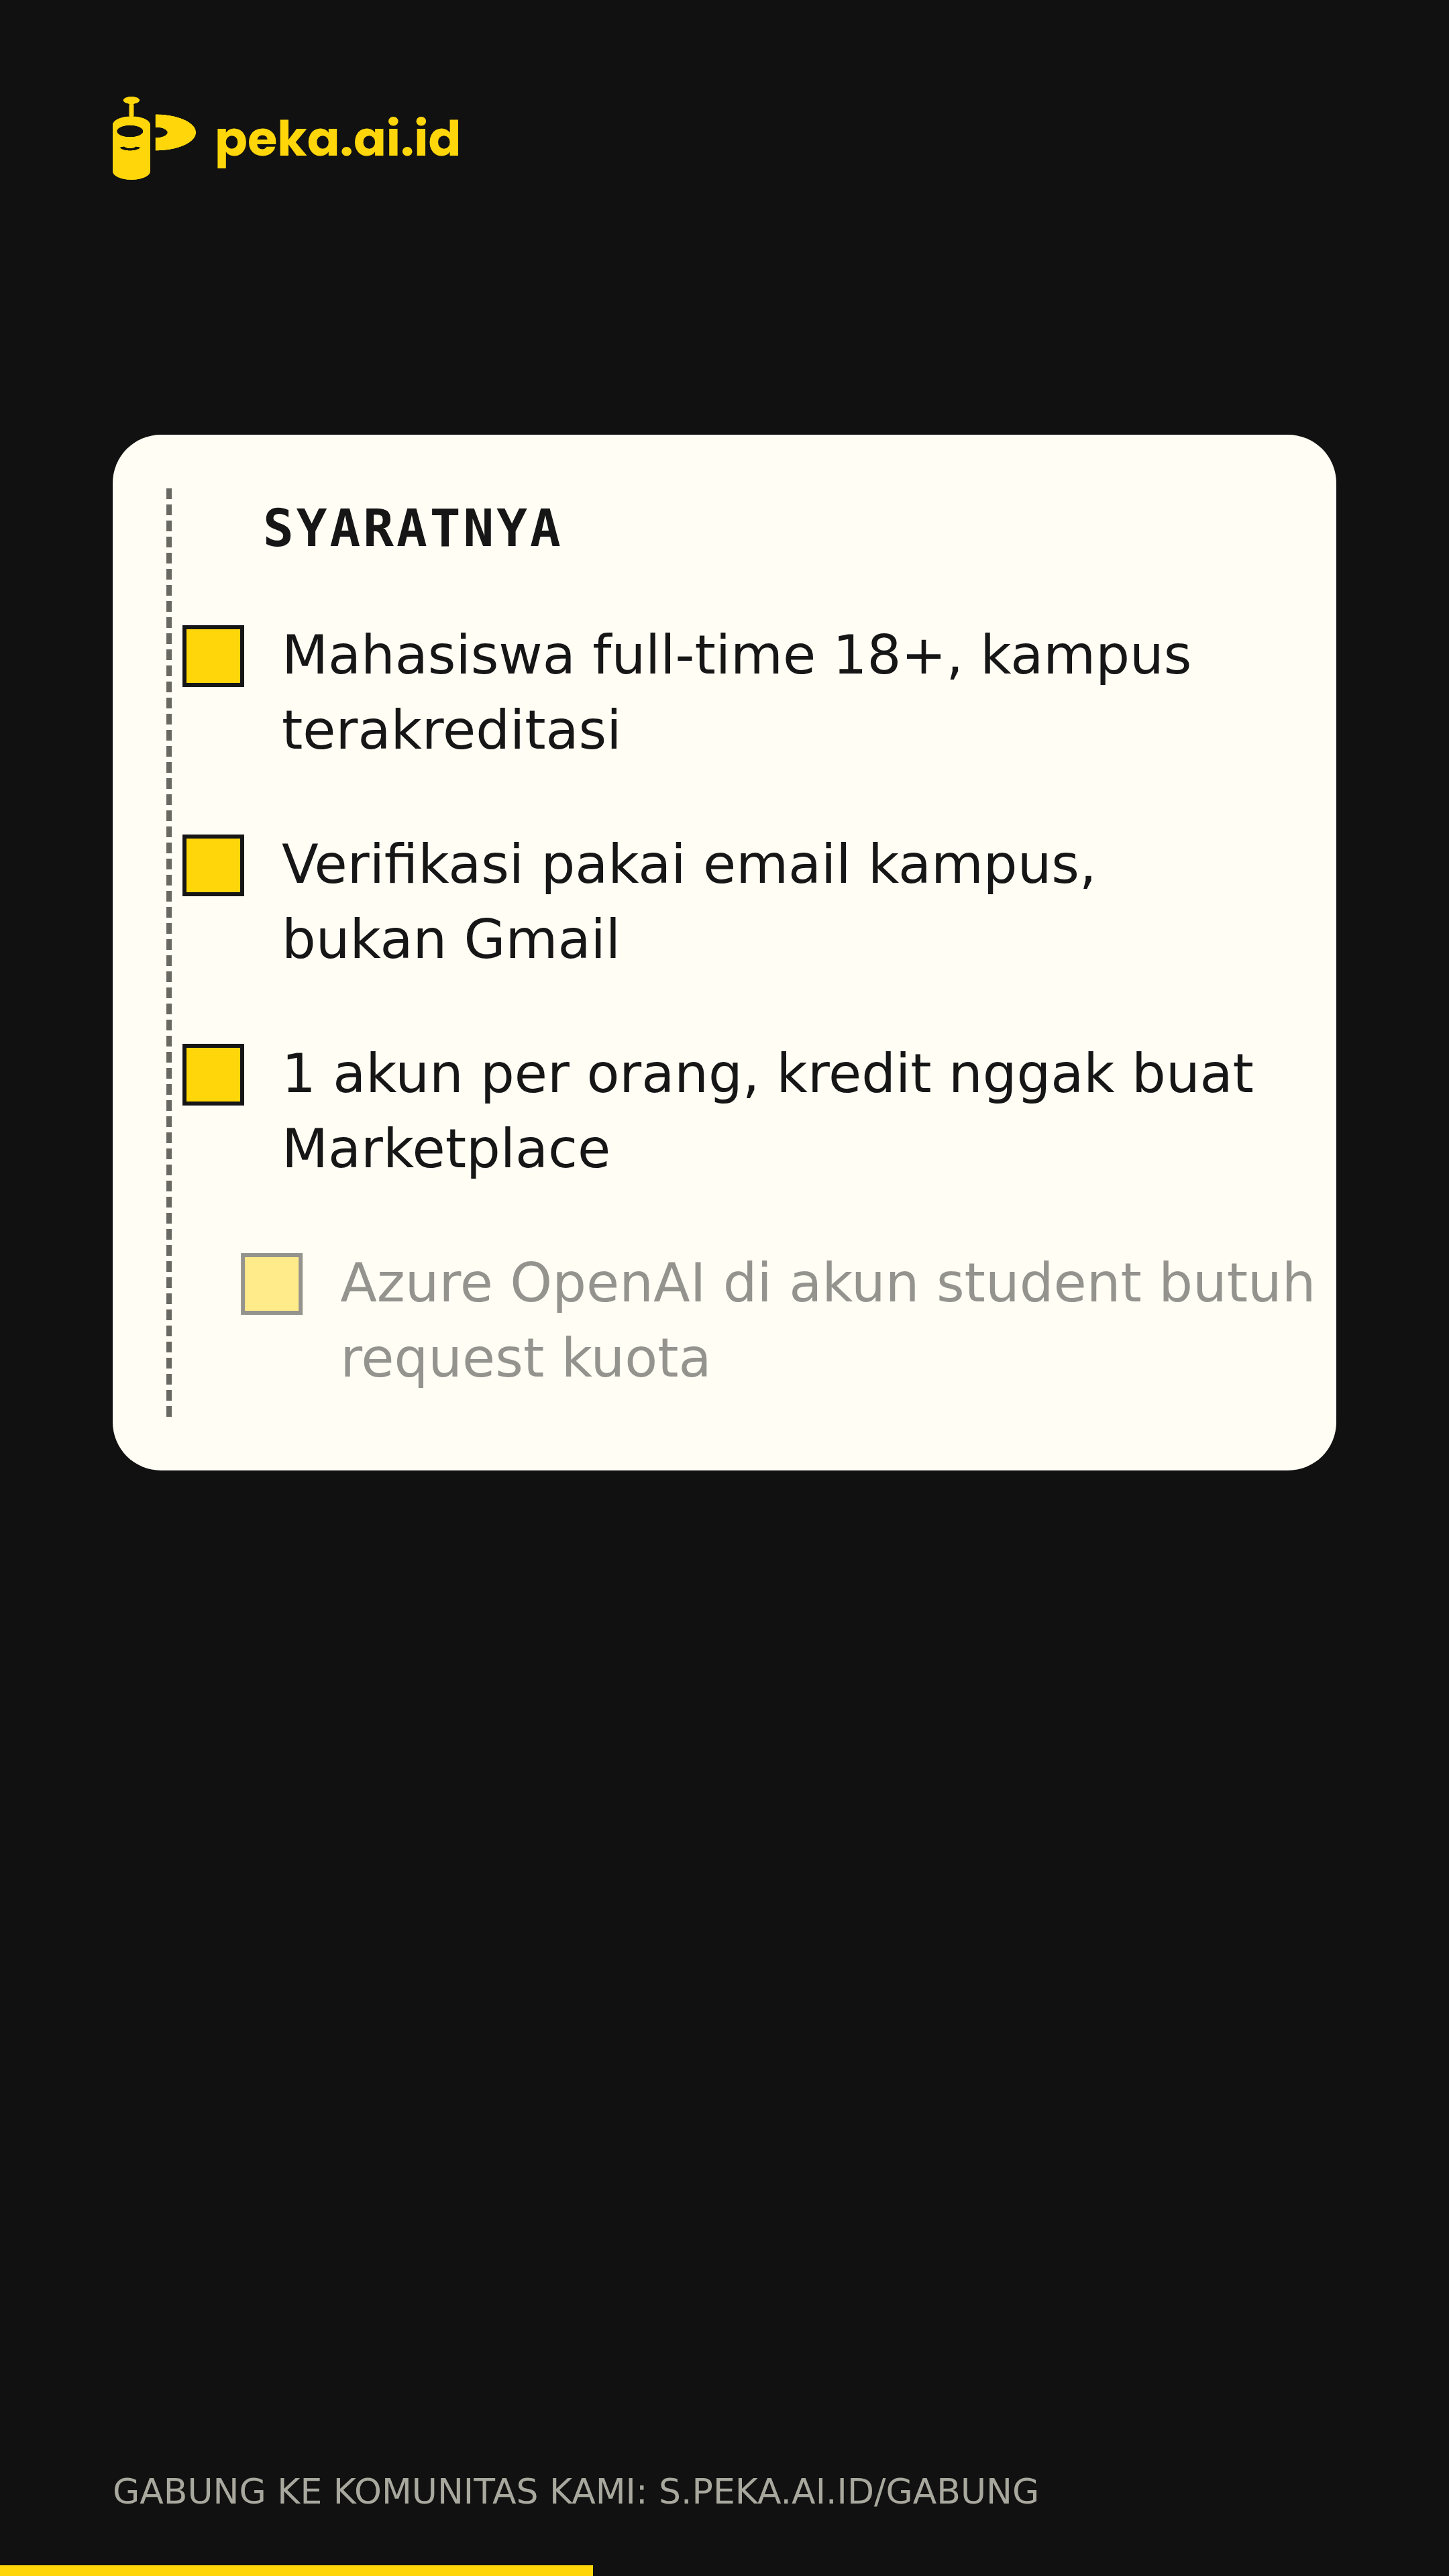 peka.ai.id
SYARATNYA
Mahasiswa full-time 18+, kampus
terakreditasi
Verifikasi pakai email kampus,
bukan Gmail
1 akun per orang, kredit nggak buat
Marketplace
Azure OpenAI di akun student butuh
request kuota
GABUNG KE KOMUNITAS KAMI: S.PEKA.AI.ID/GABUNG